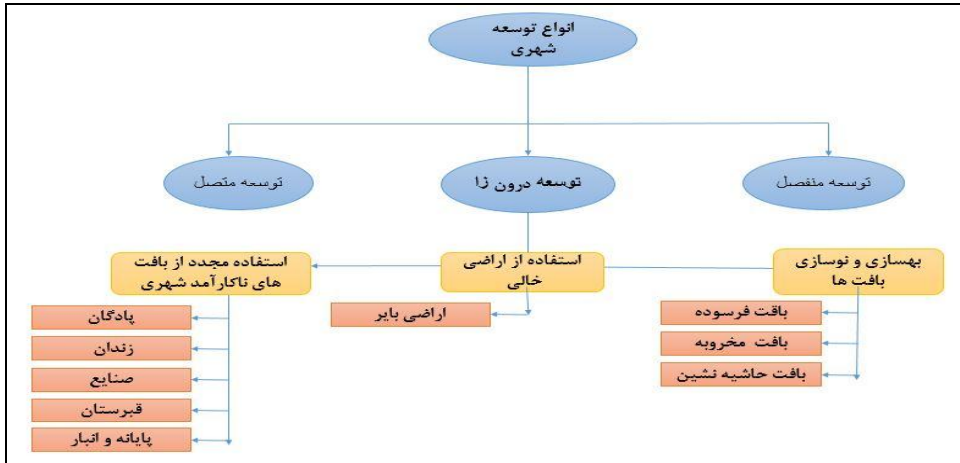 انواع توسعه
شهری
توسعه منفصل
توسعه درون زا
توسعه متصل
بهسازی و نوسازی
بافت ها
استفاده از اراضی
خالی
استفاده مجدد از بافت
های ناکارآمد شهری
باقت فرسوده
بافت مخروبه
بافت حاشیه نشین
اراضی بایر
پادگان
زندان
صنایع
قبرستان
پایانه و انبار